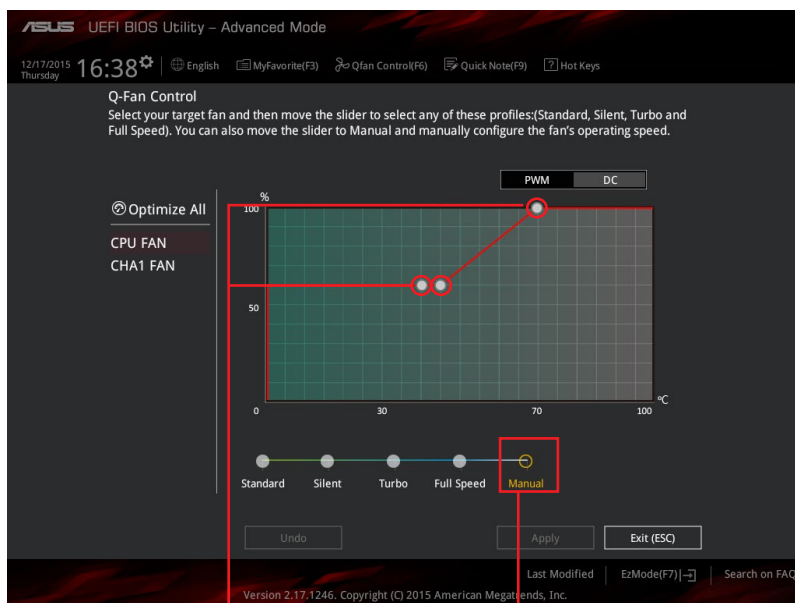 ASUS UEFI BIOS Utility – Advanced Mode
12/17/2015
Thursday
16:38 English MyFavorite(F3) Qfan Control(F6) Quick Note(F9) ? Hot Keys
Q-Fan Control
Select your target fan and then move the slider to select any of these profiles:(Standard, Silent, Turbo and
Full Speed). You can also move the slider to Manual and manually configure the fan's operating speed.
PWM DC
Optimize All
CPU FAN
CHA1 FAN
%
100
50
0 30 70 100
°C
Standard Silent Turbo Full Speed Manual
Undo Apply Exit (ESC)
Last Modified EzMode(F7) Search on FAQ
Version 2.17.1246. Copyright (C) 2015 American Megatrends, Inc.